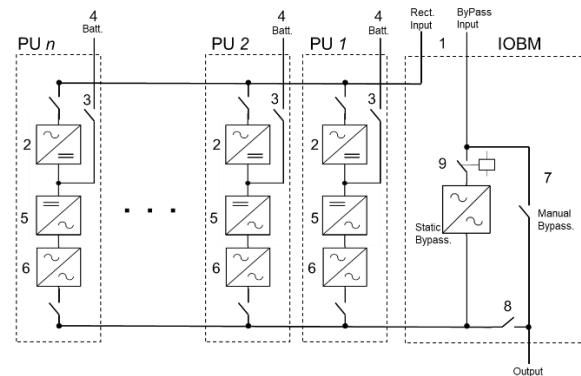 4
Batt.
4
Batt.
4
Batt.
Rect.
Input
1
ByPass
Input
IOBM
PU n
PU 2
PU 1
3
3
3
2
2
2
9
7
5
5
5
Static
Bypass.
Manual
Bypass.
6
6
6
8
Output